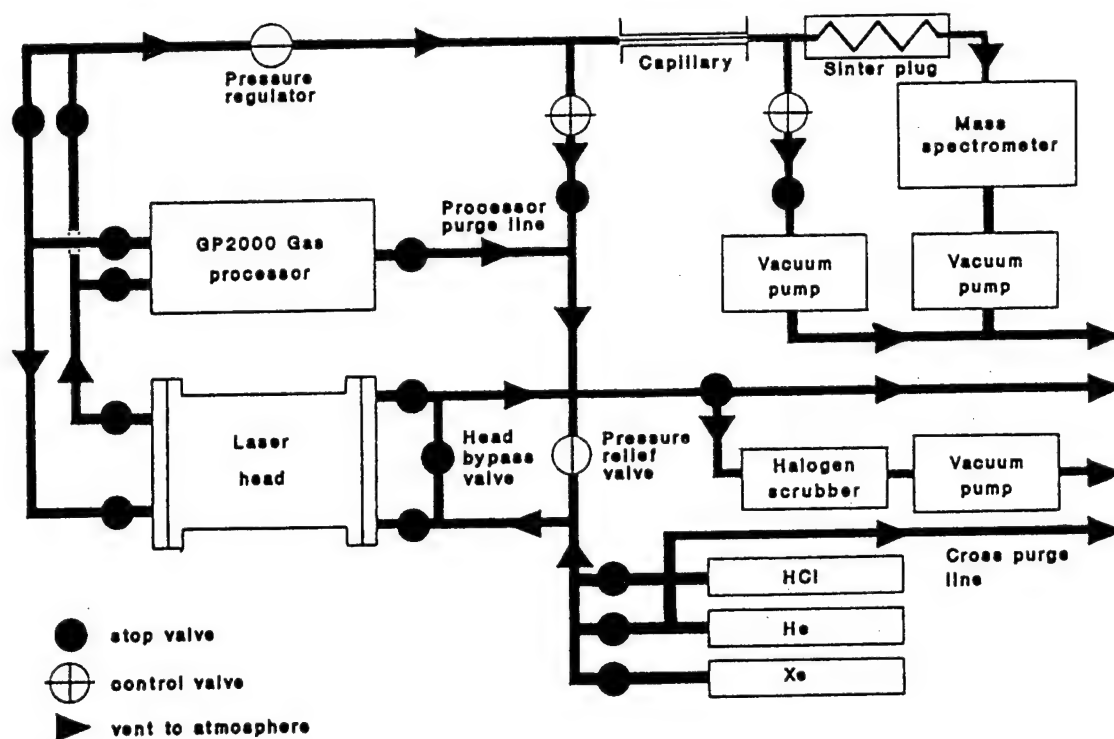 Pressure
regulator
Capillary
Sinter plug
Mass
spectrometer
GP2000 Gas
processor
Processor
purge line
Vacuum
pump
Vacuum
pump
Laser
head
Head
bypass
valve
Pressure
relief
valve
Halogen
scrubber
Vacuum
pump
Cross purge
line
HCl
He
Xe
stop valve
control valve
vent to atmosphere